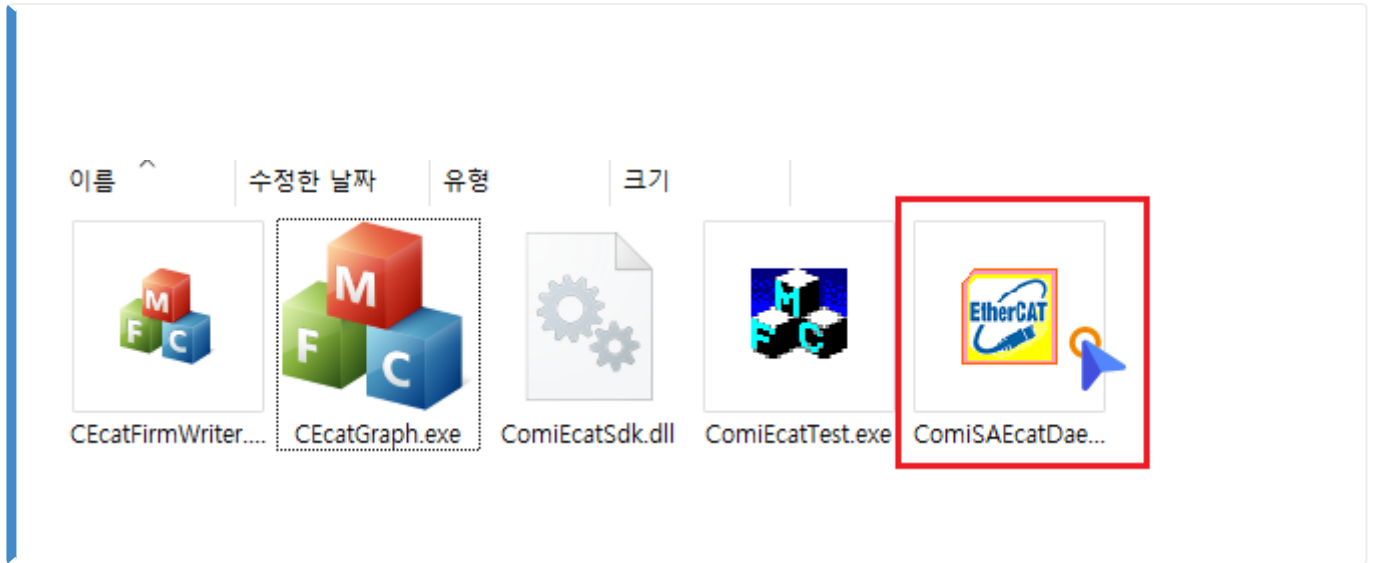 이름 수정한 날짜 유형 크기
M F C
M F C
M F C
EtherCAT
CEcatFirmWriter.... CEcatGraph.exe ComiEcatSdk.dll ComiEcatTest.exe ComiSAEcatDae...